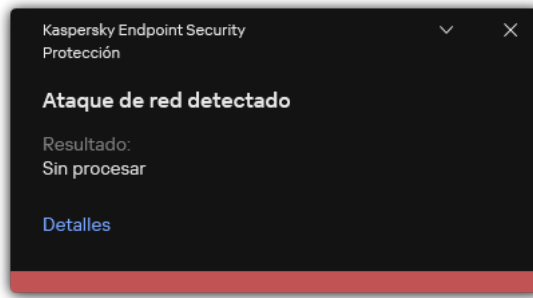 Kaspersky Endpoint Security
Protección
Ataque de red detectado
Resultado:
Sin procesar
Detalles